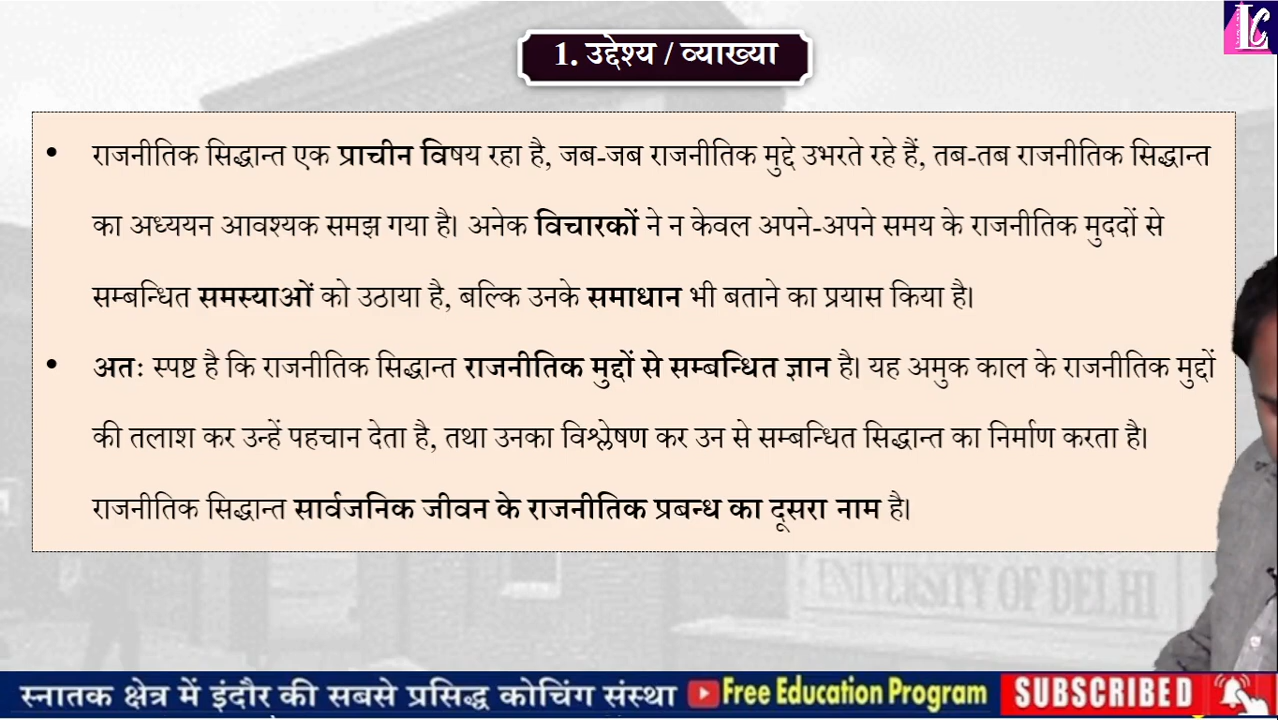 LC
1. उद्देश्य / व्याख्या
• राजनीतिक सिद्धान्त एक प्राचीन विषय रहा है, जब-जब राजनीतिक मुद्दे उभरते रहे हैं, तब-तब राजनीतिक सिद्धान्त
का अध्ययन आवश्यक समझ गया है। अनेक विचारकों ने न केवल अपने-अपने समय के राजनीतिक मुददों से
सम्बन्धित समस्याओं को उठाया है, बल्कि उनके समाधान भी बताने का प्रयास किया है।
• अतः स्पष्ट है कि राजनीतिक सिद्धान्त राजनीतिक मुद्दों से सम्बन्धित ज्ञान है। यह अमुक काल के राजनीतिक मुद्दों
की तलाश कर उन्हें पहचान देता है, तथा उनका विश्लेषण कर उन से सम्बन्धित सिद्धान्त का निर्माण करता है।
राजनीतिक सिद्धान्त सार्वजनिक जीवन के राजनीतिक प्रबन्ध का दूसरा नाम है।
UNIVERSITY OF DELHI
स्नातक क्षेत्र में इंदौर की सबसे प्रसिद्ध कोचिंग संस्था Free Education Program SUBSCRIBED